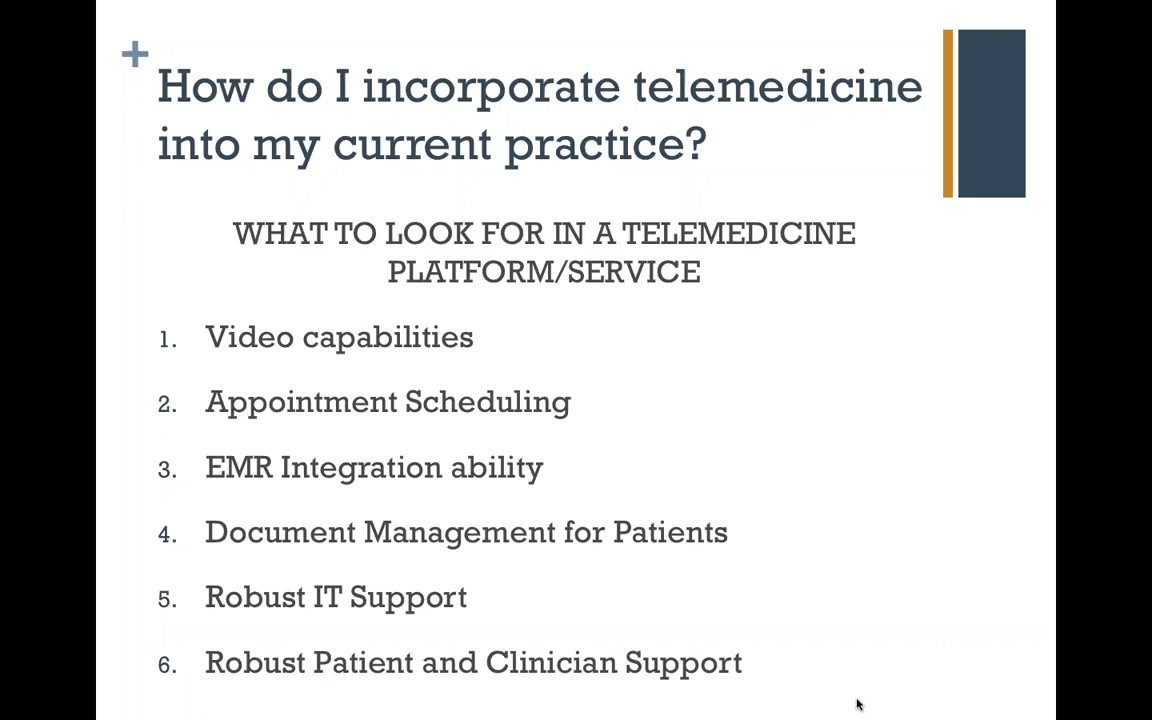 +
How do I incorporate telemedicine
into my current practice?
WHAT TO LOOK FOR IN A TELEMEDICINE
PLATFORM/SERVICE
1. Video capabilities
2. Appointment Scheduling
3. EMR Integration ability
4. Document Management for Patients
5. Robust IT Support
6. Robust Patient and Clinician Support